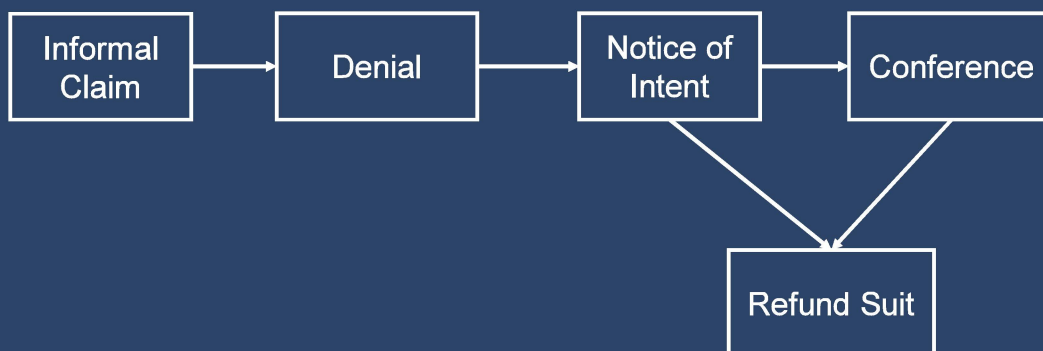 Informal
Claim
Denial
Notice of
Intent
Conference
Refund Suit